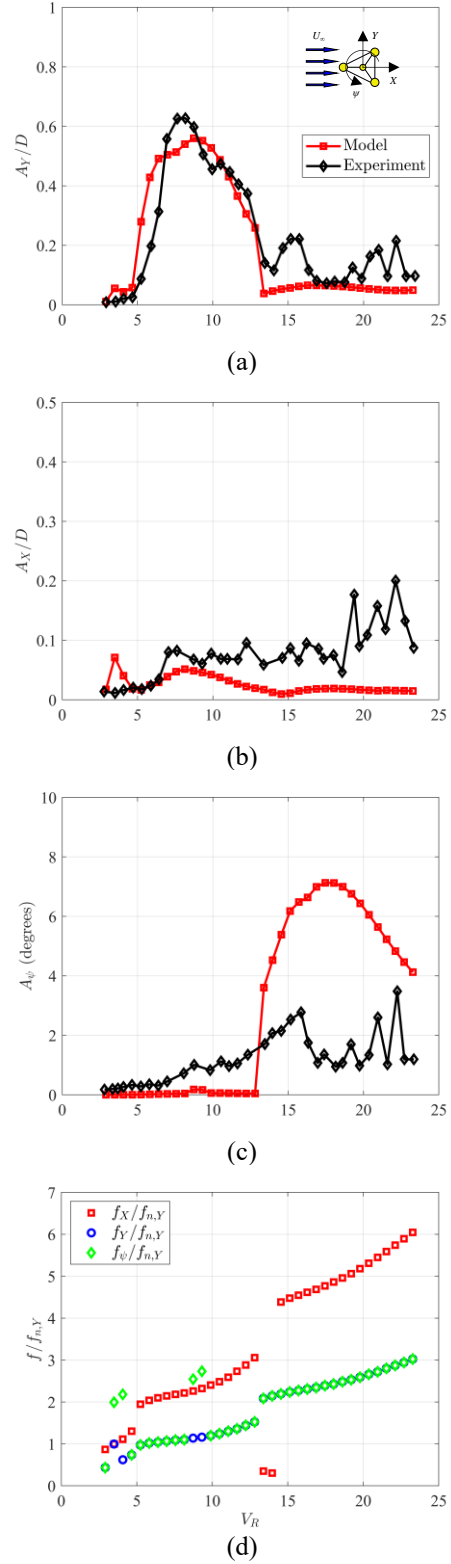 1
0.8
0.6
0.4
0.2
0
A_Y/D
U_∞
Y
X
ψ
Model
Experiment
0 5 10 15 20 25
(a)
0.5
0.4
0.3
0.2
0.1
0
A_X/D
0 5 10 15 20 25
(b)
10
8
6
4
2
0
A_ψ (degrees)
0 5 10 15 20 25
(c)
7
6
5
4
3
2
1
0
f/f_{n,Y}
f_X/f_{n,Y}
f_Y/f_{n,Y}
f_ψ/f_{n,Y}
0 5 10 15 20 25
V_R
(d)